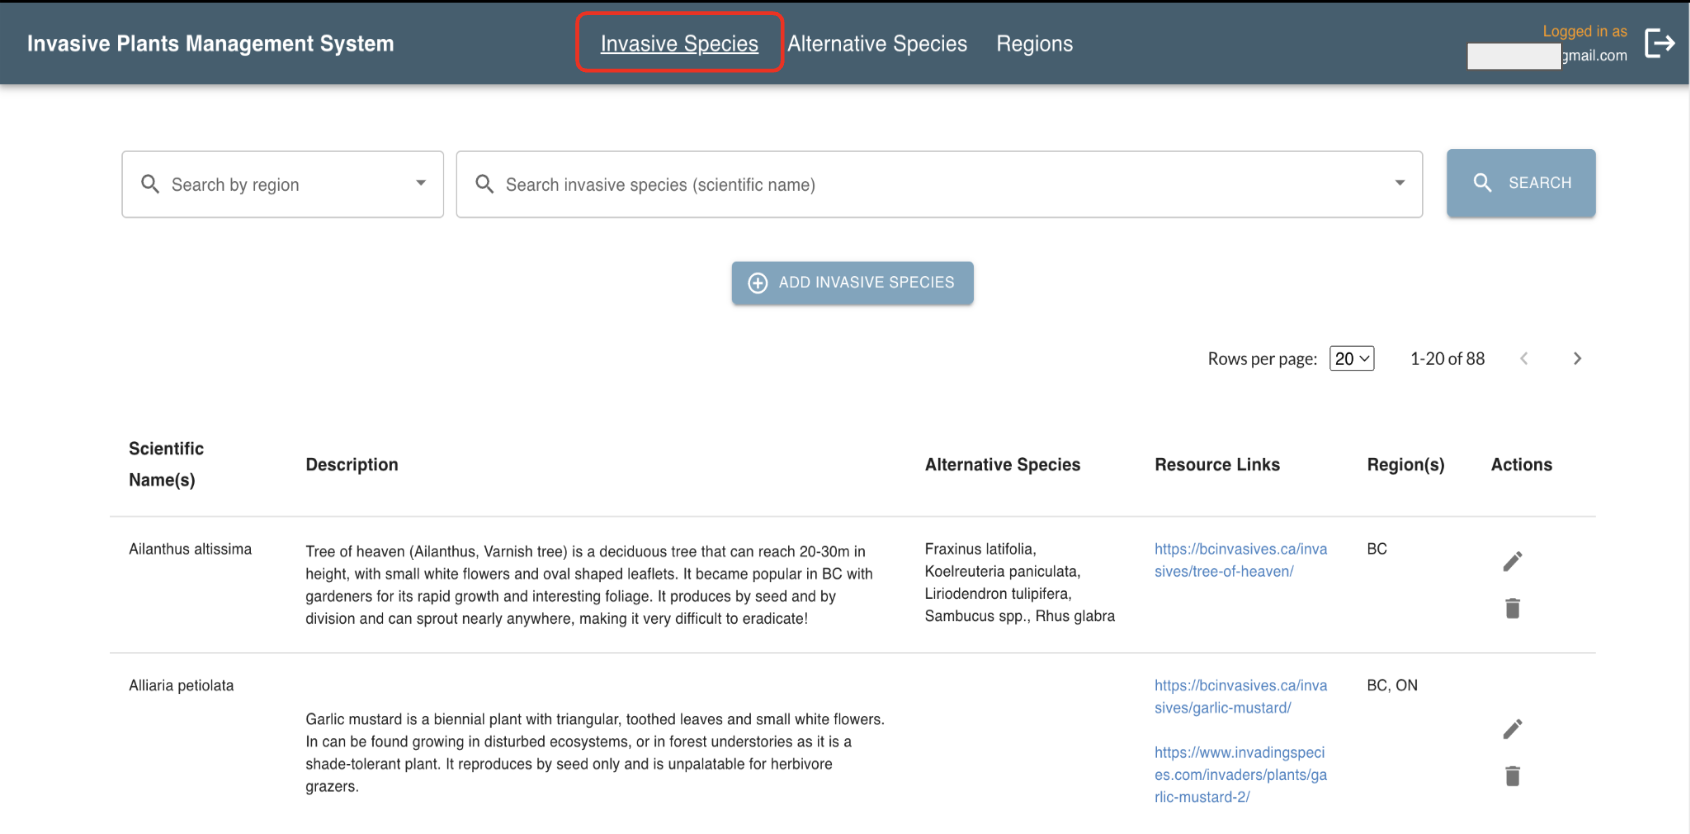 Invasive Plants Management System
Invasive Species
Alternative Species
Regions
Logged in as
gmail.com
Search by region
Search invasive species (scientific name)
SEARCH
ADD INVASIVE SPECIES
Rows per page: 20 1-20 of 88
Scientific
Name(s)
Description
Alternative Species
Resource Links
Region(s)
Actions
Ailanthus altissima
Tree of heaven (Ailanthus, Varnish tree) is a deciduous tree that can reach 20-30m in
height, with small white flowers and oval shaped leaflets. It became popular in BC with
gardeners for its rapid growth and interesting foliage. It produces by seed and by
division and can sprout nearly anywhere, making it very difficult to eradicate!
Fraxinus latifolia,
Koelreuteria paniculata,
Liriodendron tulipifera,
Sambucus spp., Rhus glabra
https://bcinvasives.ca/inva
sives/tree-of-heaven/
BC
Alliaria petiolata
Garlic mustard is a biennial plant with triangular, toothed leaves and small white flowers.
In can be found growing in disturbed ecosystems, or in forest understories as it is a
shade-tolerant plant. It reproduces by seed only and is unpalatable for herbivore
grazers.
https://bcinvasives.ca/inva
sives/garlic-mustard/
https://www.invadingspeci
es.com/invaders/plants/ga
rlic-mustard-2/
BC, ON